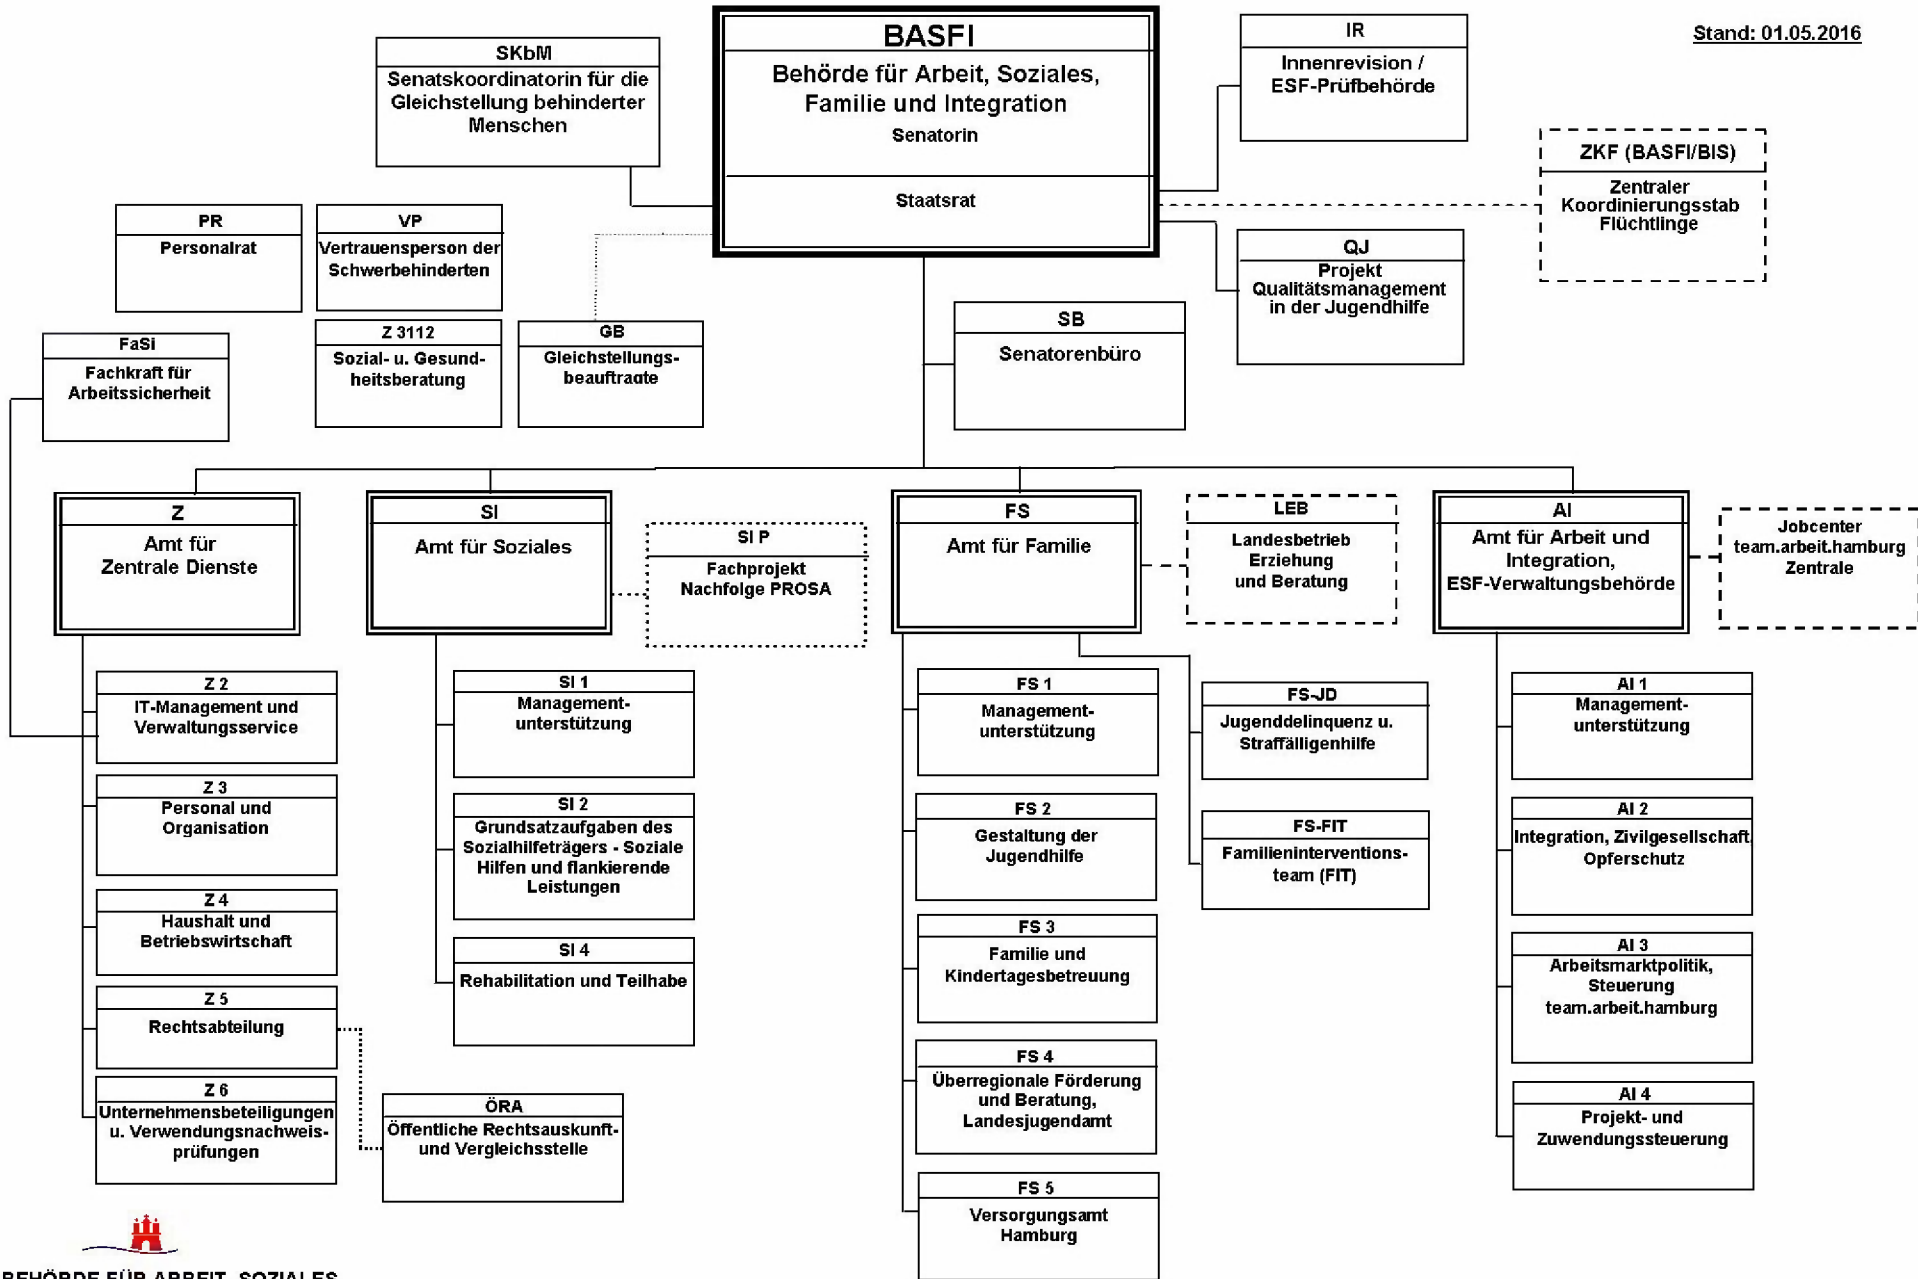 BASFI
Behörde für Arbeit, Soziales,
Familie und Integration
Senatorin
Staatsrat
SKbM
Senatskoordinatorin für die
Gleichstellung behinderter
Menschen
IR
Innenrevision /
ESF-Prüfbehörde
Stand: 01.05.2016
ZKF (BASFI/BIS)
Zentraler
Koordinierungsstab
Flüchtlinge
PR
Personalrat
VP
Vertrauensperson der
Schwerbehinderten
QJ
Projekt
Qualitätsmanagement
in der Jugendhilfe
FaSi
Fachkraft für
Arbeitssicherheit
Z 3112
Sozial- u. Gesund-
heitsberatung
GB
Gleichstellungs-
beauftragte
SB
Senatorenbüro
Z
Amt für
Zentrale Dienste
SI
Amt für Soziales
SI P
Fachprojekt
Nachfolge PROSA
FS
Amt für Familie
LEB
Landesbetrieb
Erziehung
und Beratung
AI
Amt für Arbeit und
Integration,
ESF-Verwaltungsbehörde
Jobcenter
team.arbeit.hamburg
Zentrale
Z 2
IT-Management und
Verwaltungsservice
Z 3
Personal und
Organisation
Z 4
Haushalt und
Betriebswirtschaft
Z 5
Rechtsabteilung
Z 6
Unternehmensbeteiligungen
u. Verwendungsnachweis-
prüfungen
ÖRA
Öffentliche Rechtsauskunft-
und Vergleichsstelle
SI 1
Management-
unterstützung
SI 2
Grundsatzaufgaben des
Sozialhilfeträgers - Soziale
Hilfen und flankierende
Leistungen
SI 4
Rehabilitation und Teilhabe
FS 1
Management-
unterstützung
FS 2
Gestaltung der
Jugendhilfe
FS 3
Familie und
Kindertagesbetreuung
FS 4
Überregionale Förderung
und Beratung,
Landesjugendamt
FS 5
Versorgungsamt
Hamburg
FS-JD
Jugenddelinquenz u.
Straffälligenhilfe
FS-FIT
Familieninterventions-
team (FIT)
AI 1
Management-
unterstützung
AI 2
Integration, Zivilgesellschaft,
Opferschutz
AI 3
Arbeitsmarktpolitik,
Steuerung
team.arbeit.hamburg
AI 4
Projekt- und
Zuwendungssteuerung
BEHÖRDE FÜR ARBEIT, SOZIALES